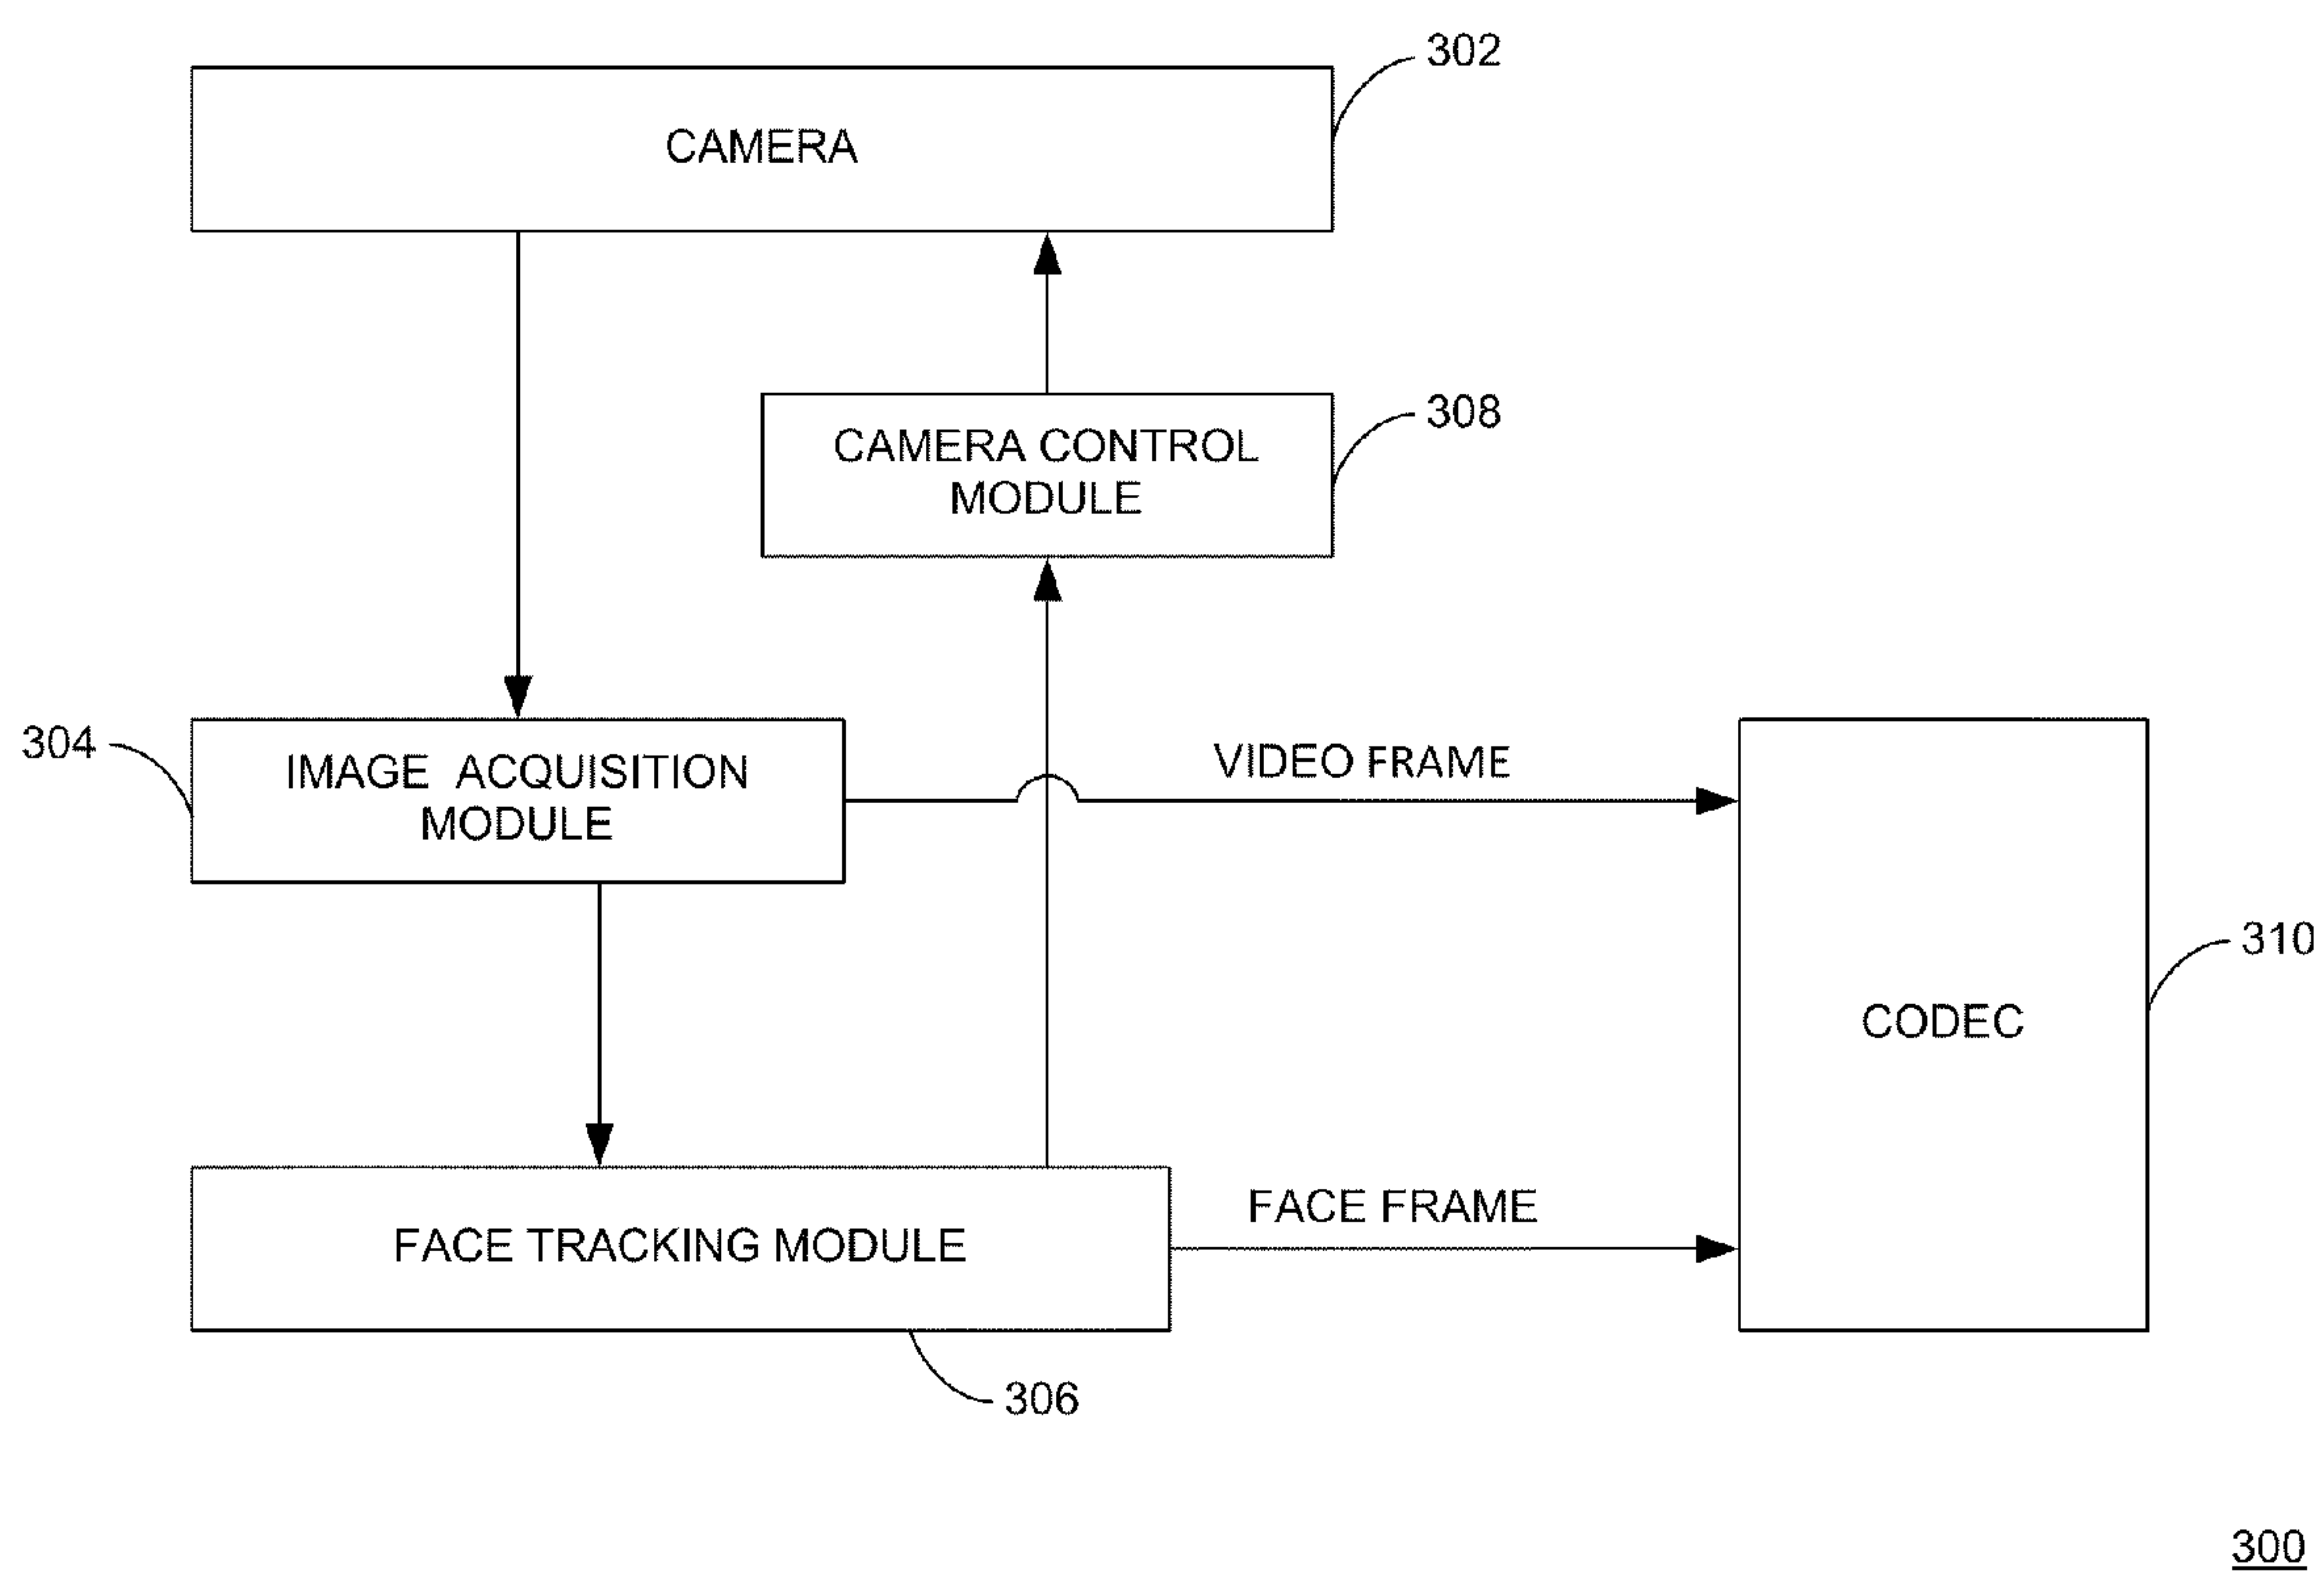 302
CAMERA
308
CAMERA CONTROL
MODULE
304
IMAGE ACQUISITION
MODULE
VIDEO FRAME
310
CODEC
FACE TRACKING MODULE
FACE FRAME
306
300